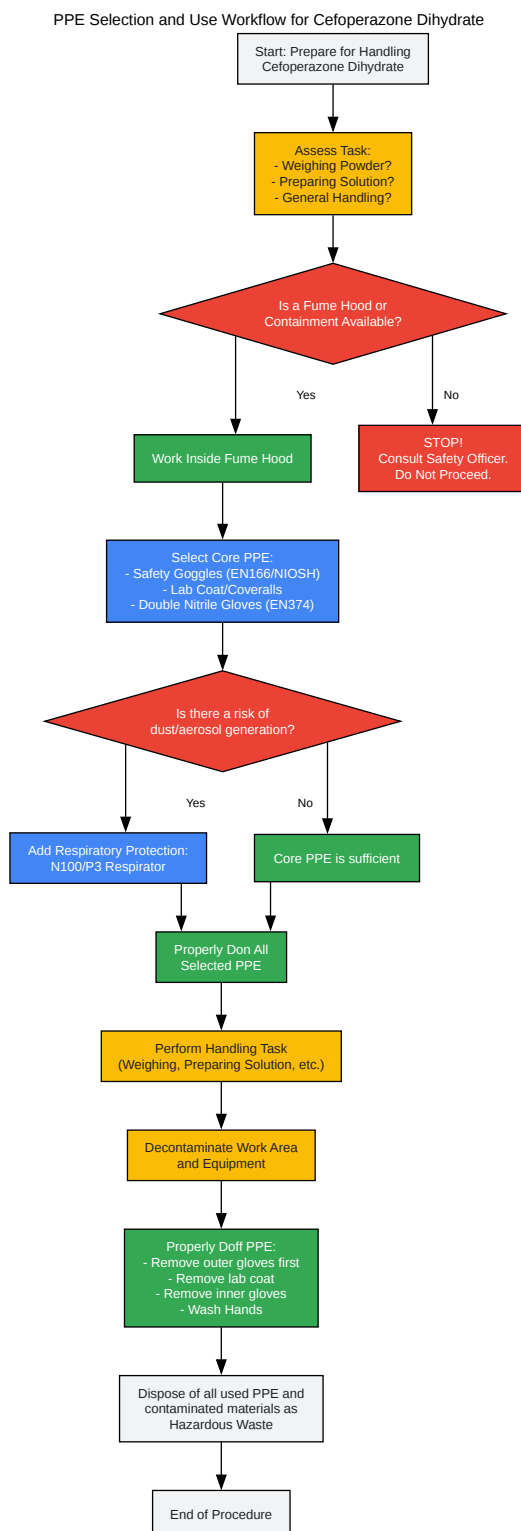 PPE Selection and Use Workflow for Cefoperazone Dihydrate
Start: Prepare for Handling
Cefoperazone Dihydrate
Assess Task:
- Weighing Powder?
- Preparing Solution?
- General Handling?
Is a Fume Hood or
Containment Available?
Yes
No
Work Inside Fume Hood
STOP!
Consult Safety Officer.
Do Not Proceed.
Select Core PPE:
- Safety Goggles (EN166/NIOSH)
- Lab Coat/Coveralls
- Double Nitrile Gloves (EN374)
Is there a risk of
dust/aerosol generation?
Yes
No
Add Respiratory Protection:
N100/P3 Respirator
Core PPE is sufficient
Properly Don All
Selected PPE
Perform Handling Task
(Weighing, Preparing Solution, etc.)
Decontaminate Work Area
and Equipment
Properly Doff PPE:
- Remove outer gloves first
- Remove lab coat
- Remove inner gloves
- Wash Hands
Dispose of all used PPE and
contaminated materials as
Hazardous Waste
End of Procedure